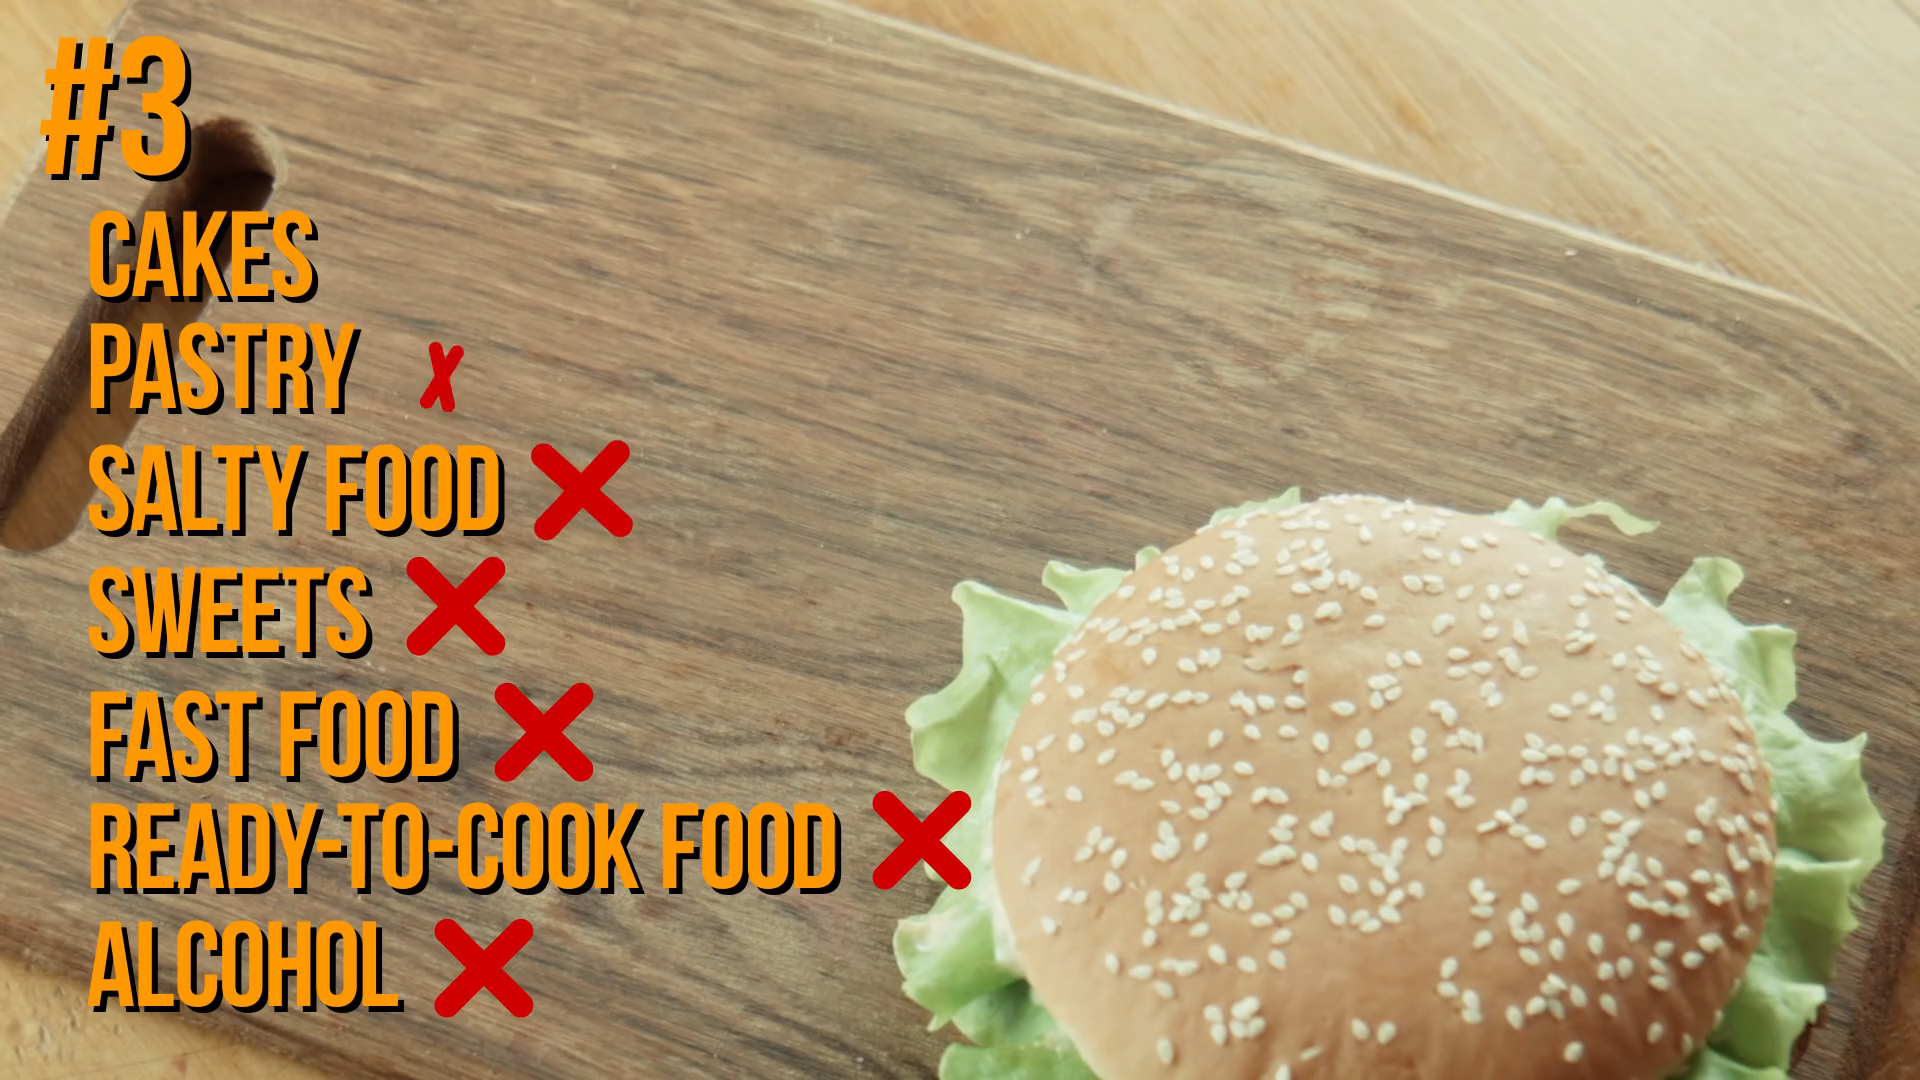 #3
CAKES
PASTRY
SALTY FOOD
SWEETS
FAST FOOD
READY-TO-COOK FOOD
ALCOHOL